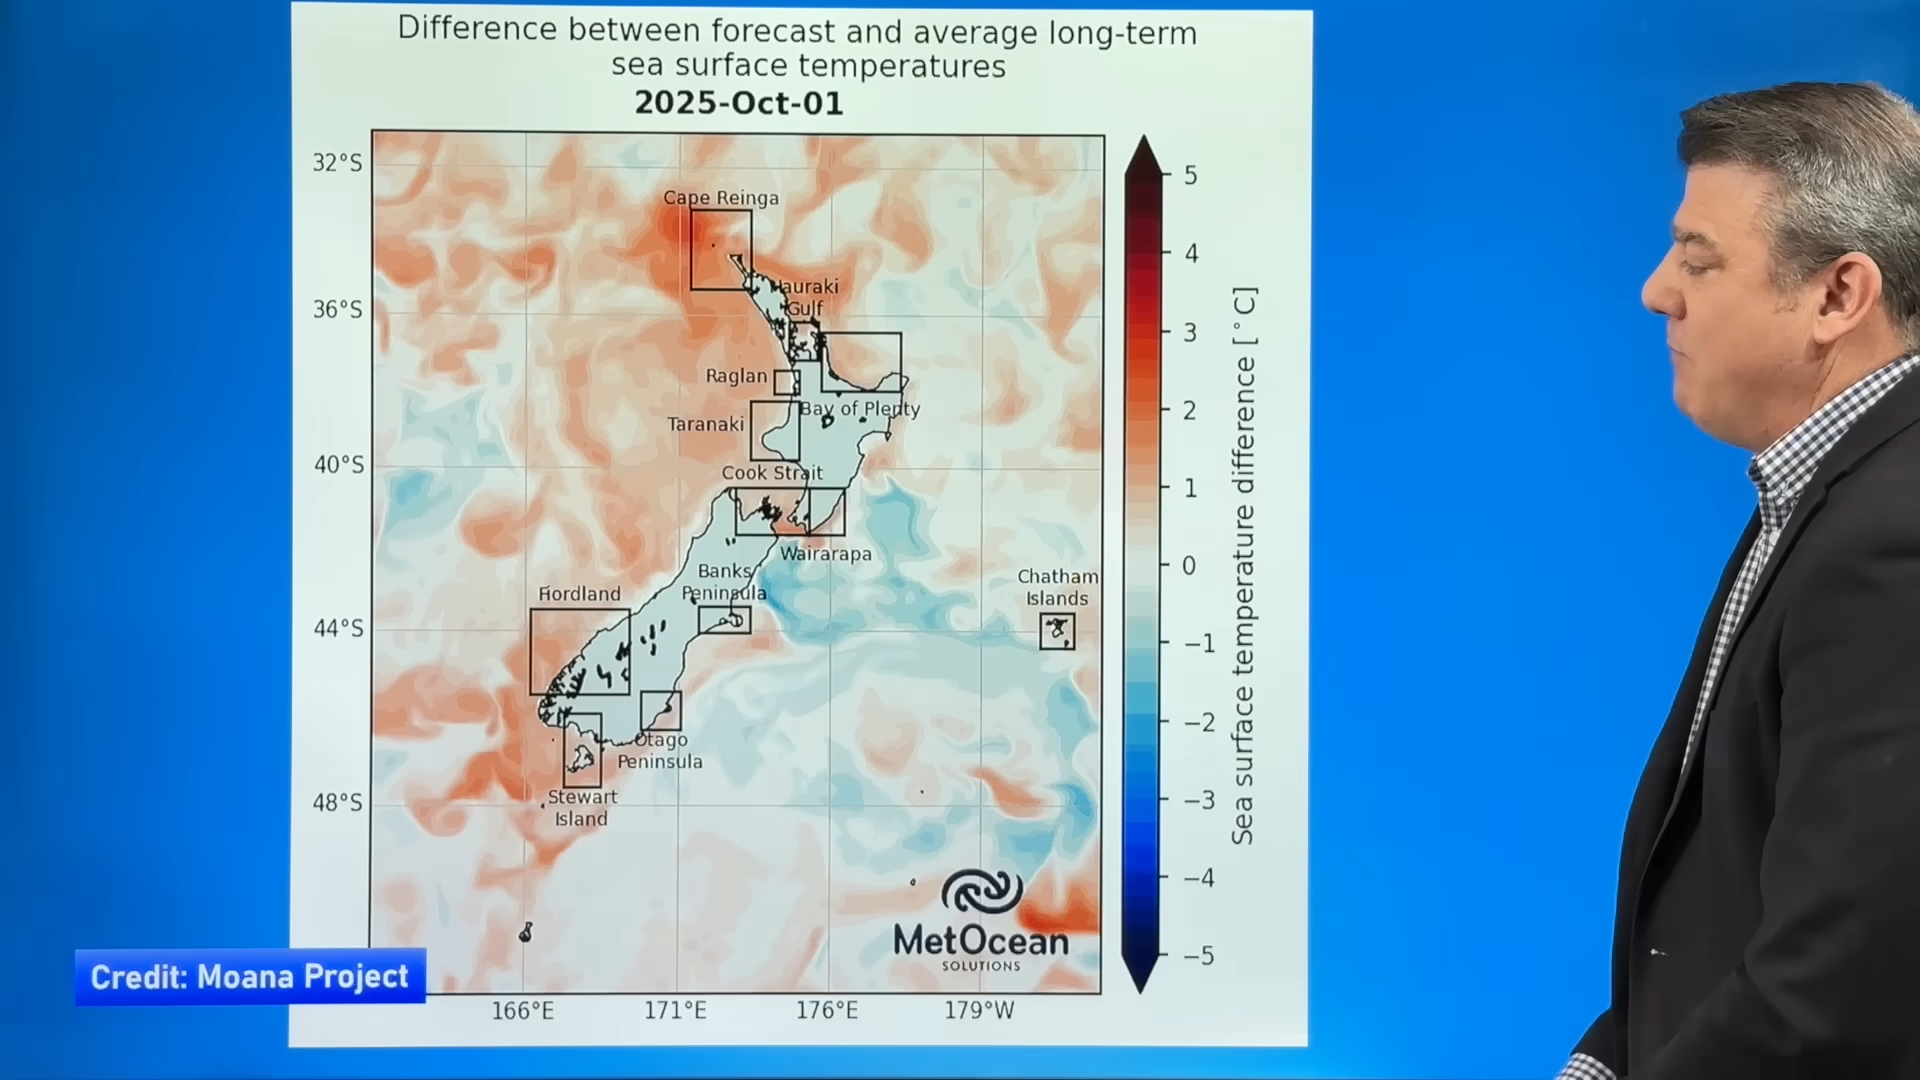 Difference between forecast and average long-term
sea surface temperatures
2025-Oct-01
32°S
36°S
40°S
44°S
48°S
166°E
171°E
176°E
179°W
Cape Reinga
Hauraki
Gulf
Raglan
Bay of Plenty
Taranaki
Cook Strait
Wairarapa
Banks
Peninsula
Fiordland
Chatham
Islands
Otago
Peninsula
Stewart
Island
MetOcean
SOLUTIONS
5
4
3
2
1
0
−1
−2
−3
−4
−5
Sea surface temperature difference [°C]
Credit: Moana Project